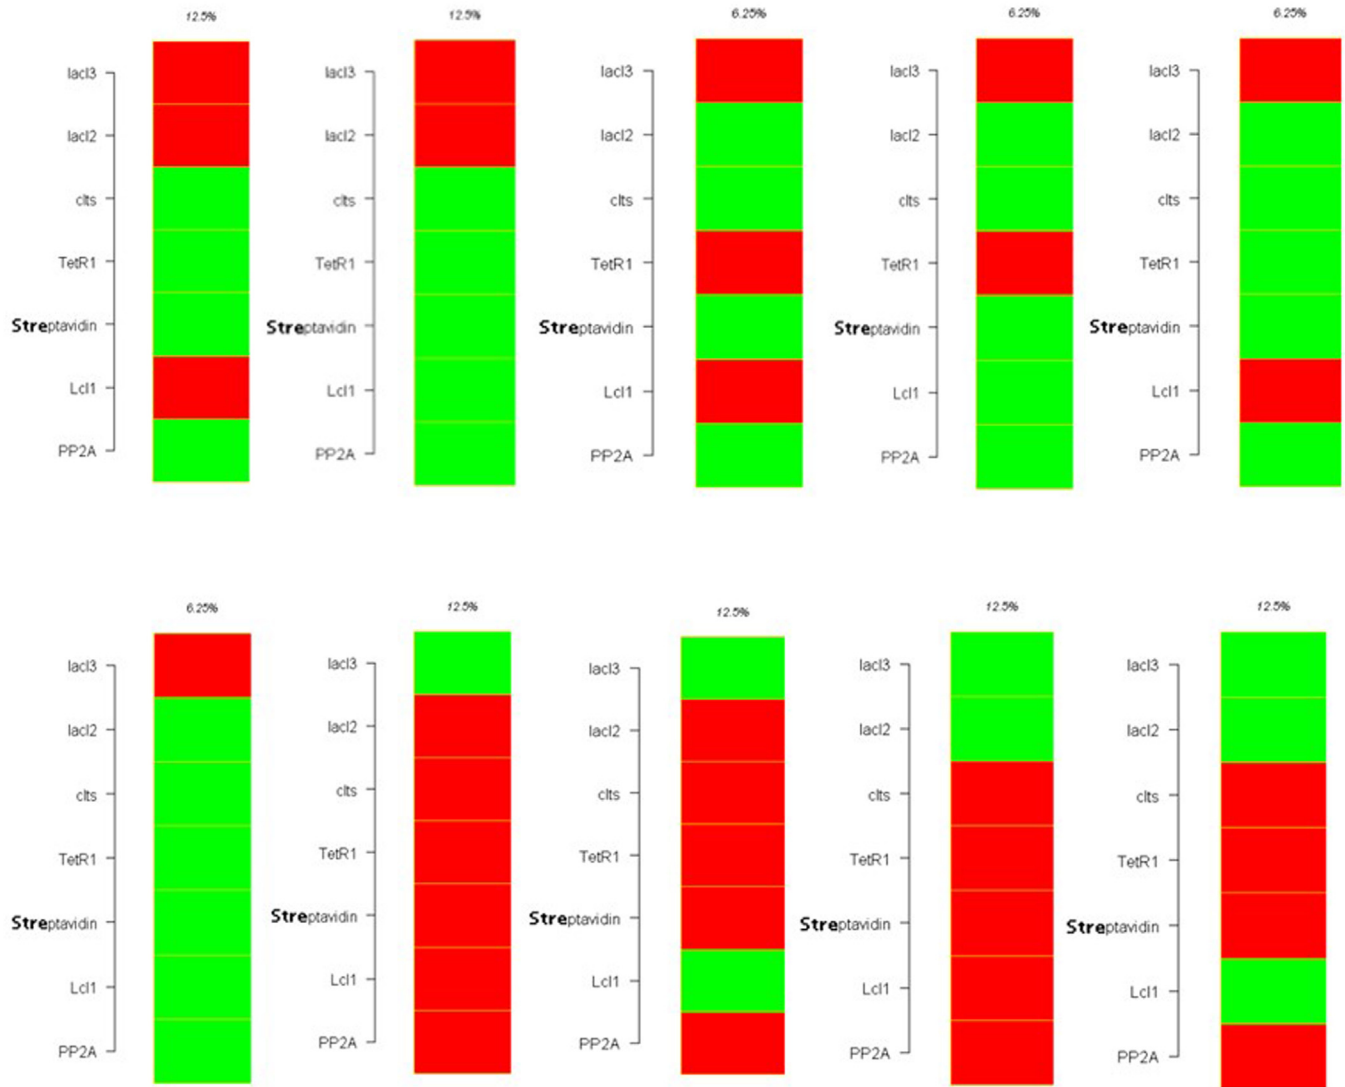 12.5%
lacI3
lacI2
cIts
TetR1
Streptavidin
LcI1
PP2A
12.5%
lacI3
lacI2
cIts
TetR1
Streptavidin
LcI1
PP2A
6.25%
lacI3
lacI2
cIts
TetR1
Streptavidin
LcI1
PP2A
6.25%
lacI3
lacI2
cIts
TetR1
Streptavidin
LcI1
PP2A
6.25%
lacI3
lacI2
cIts
TetR1
Streptavidin
LcI1
PP2A
6.25%
lacI3
lacI2
cIts
TetR1
Streptavidin
LcI1
PP2A
12.5%
lacI3
lacI2
cIts
TetR1
Streptavidin
LcI1
PP2A
12.5%
lacI3
lacI2
cIts
TetR1
Streptavidin
LcI1
PP2A
12.5%
lacI3
lacI2
cIts
TetR1
Streptavidin
LcI1
PP2A
12.5%
lacI3
lacI2
cIts
TetR1
Streptavidin
LcI1
PP2A